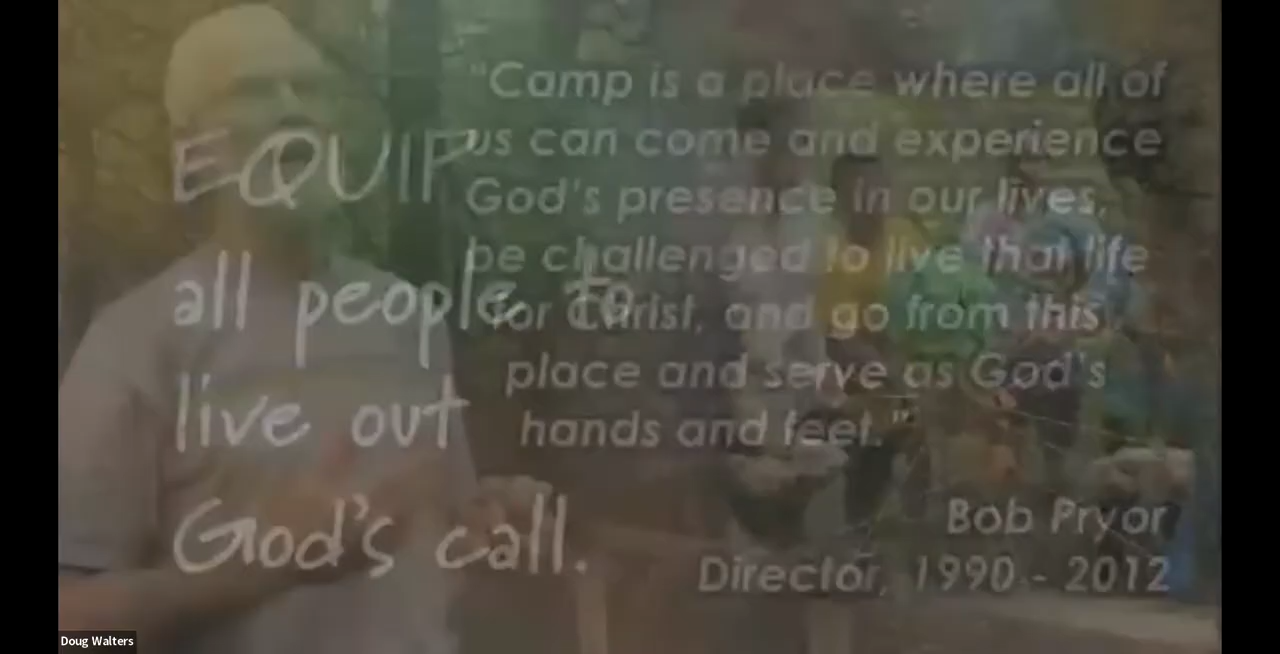 EQUIP
all people to
live out
God's call.
"Camp is a place where all of
us can come and experience
God's presence in our lives,
be challenged to live that life
for Christ, and go from this
place and serve as God's
hands and feet."
Bob Pryor
Director, 1990 - 2012
Doug Walters